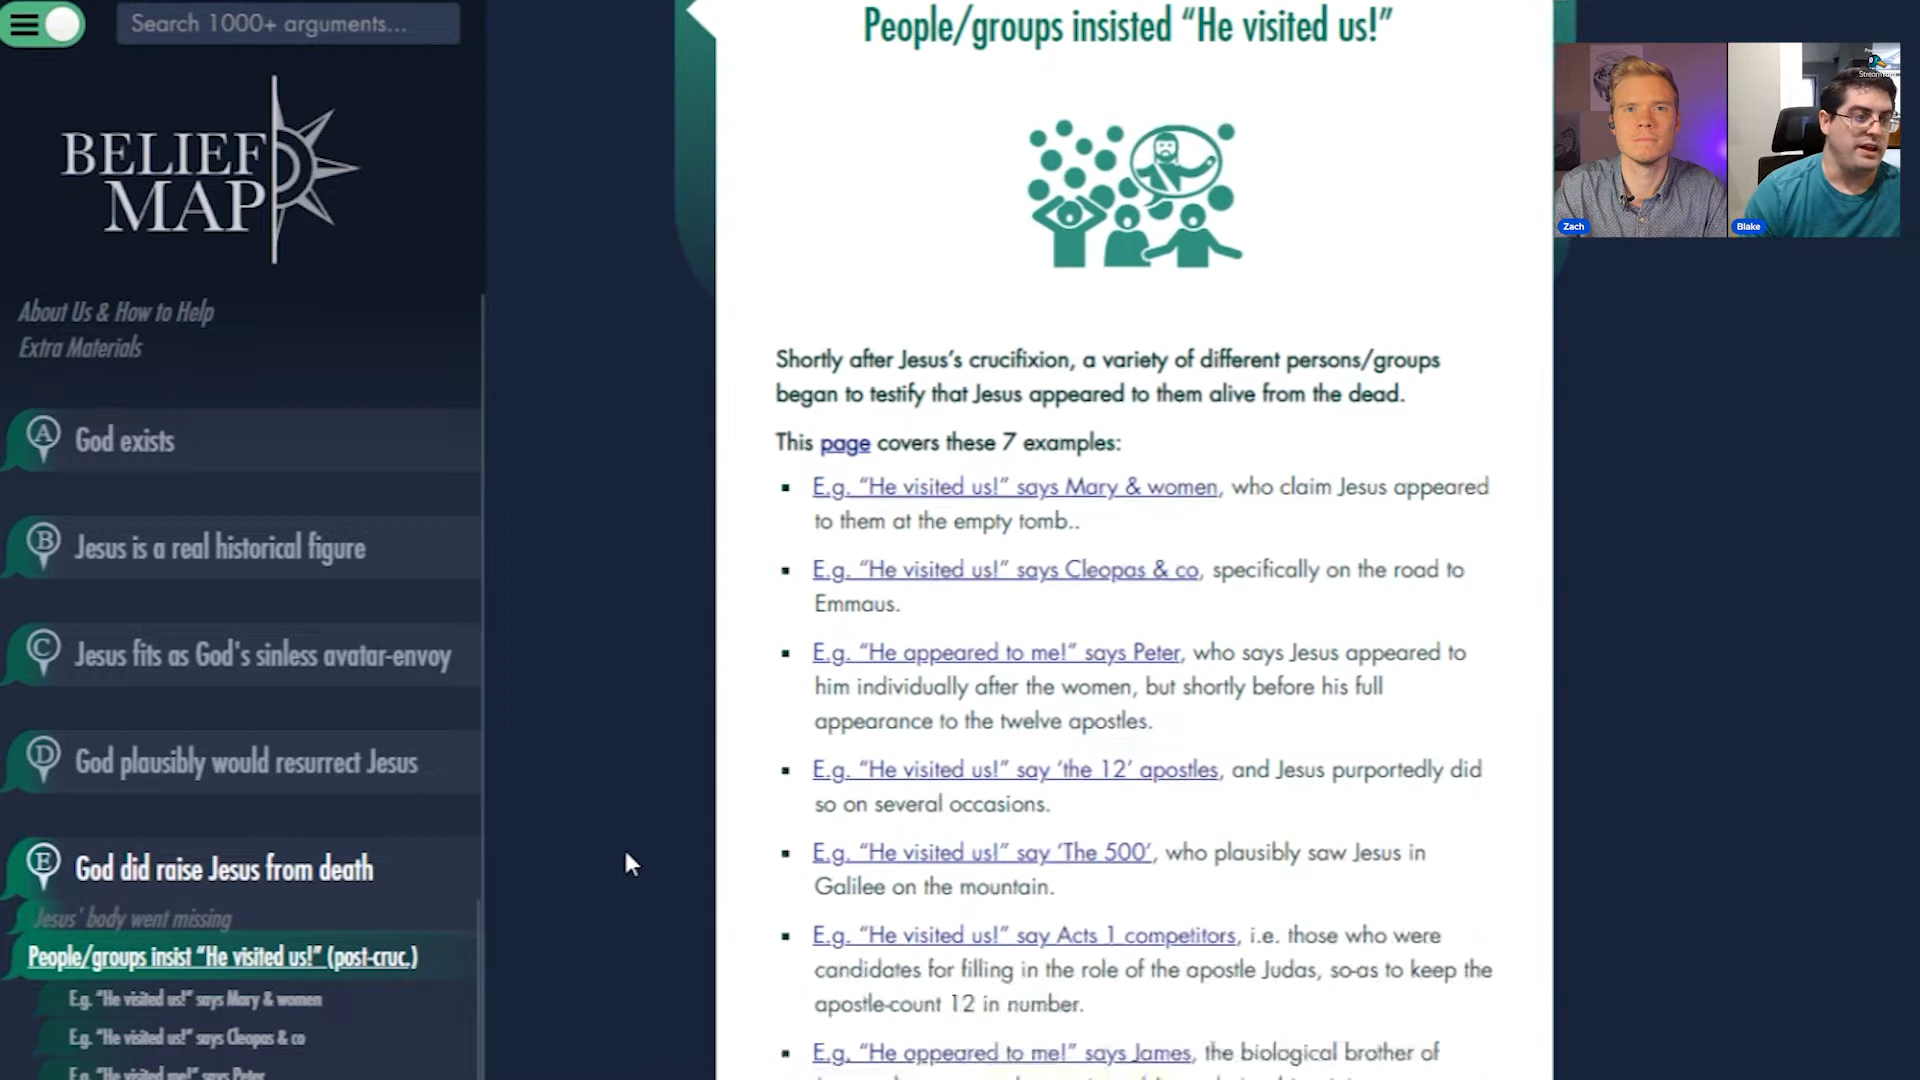 Search 1000+ arguments...
BELIEF
MAP
About Us & How to Help
Extra Materials
A God exists
B Jesus is a real historical figure
C Jesus fits as God's sinless avatar-envoy
D God plausibly would resurrect Jesus
E God did raise Jesus from death
Jesus' body went missing
People/groups insist “He visited us!” (post-cruc.)
E.g. “He visited us!” says Mary & women
E.g. “He visited us!” says Cleopas & co
E.g. “He visited me!” says Peter
People/groups insisted “He visited us!”
Shortly after Jesus’s crucifixion, a variety of different persons/groups
began to testify that Jesus appeared to them alive from the dead.
This page covers these 7 examples:
▪ E.g. “He visited us!” says Mary & women, who claim Jesus appeared
to them at the empty tomb..
▪ E.g. “He visited us!” says Cleopas & co, specifically on the road to
Emmaus.
▪ E.g. “He appeared to me!” says Peter, who says Jesus appeared to
him individually after the women, but shortly before his full
appearance to the twelve apostles.
▪ E.g. “He visited us!” say ‘the 12’ apostles, and Jesus purportedly did
so on several occasions.
▪ E.g. “He visited us!” say ‘The 500’, who plausibly saw Jesus in
Galilee on the mountain.
▪ E.g. “He visited us!” say Acts 1 competitors, i.e. those who were
candidates for filling in the role of the apostle Judas, so-as to keep the
apostle-count 12 in number.
▪ E.g. “He appeared to me!” says James, the biological brother of
Zach
Blake